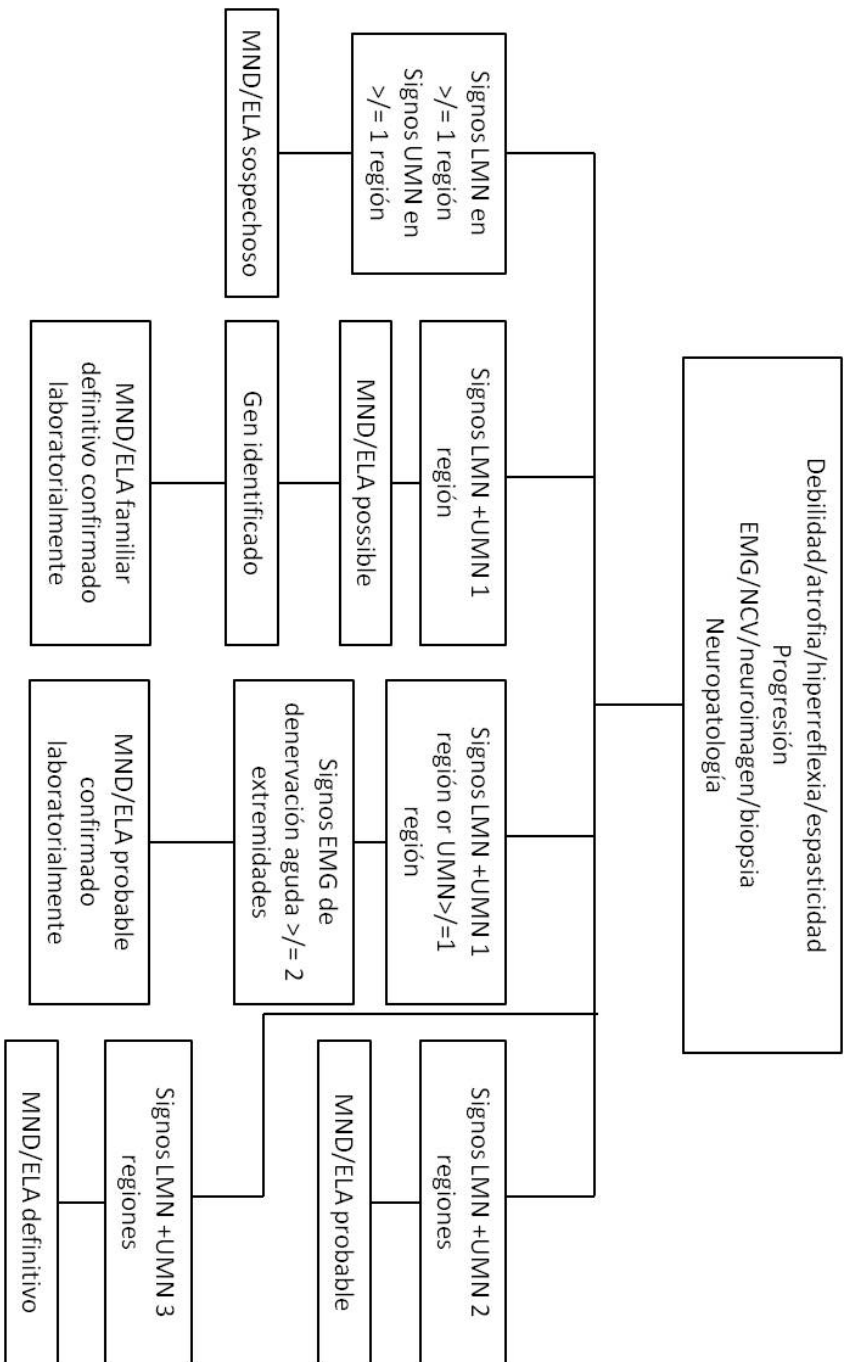 Debilidad/atrofia/hiperreflexia/espasticidad
Progresión
EMG/NCV/neuroimagen/biopsia
Neuropatología
Signos LMN en
>/= 1 región
Signos UMN en
>/= 1 región
MND/ELA sospechoso
Signos LMN +UMN 1
región
MND/ELA possible
Gen identificado
MND/ELA familiar
definitivo confirmado
laboratorialmente
Signos LMN +UMN 1
región or UMN>/=1
región
Signos EMG de
denervación aguda >/= 2
extremidades
MND/ELA probable
confirmado
laboratorialmente
Signos LMN +UMN 2
regiones
MND/ELA probable
Signos LMN +UMN 3
regiones
MND/ELA definitivo